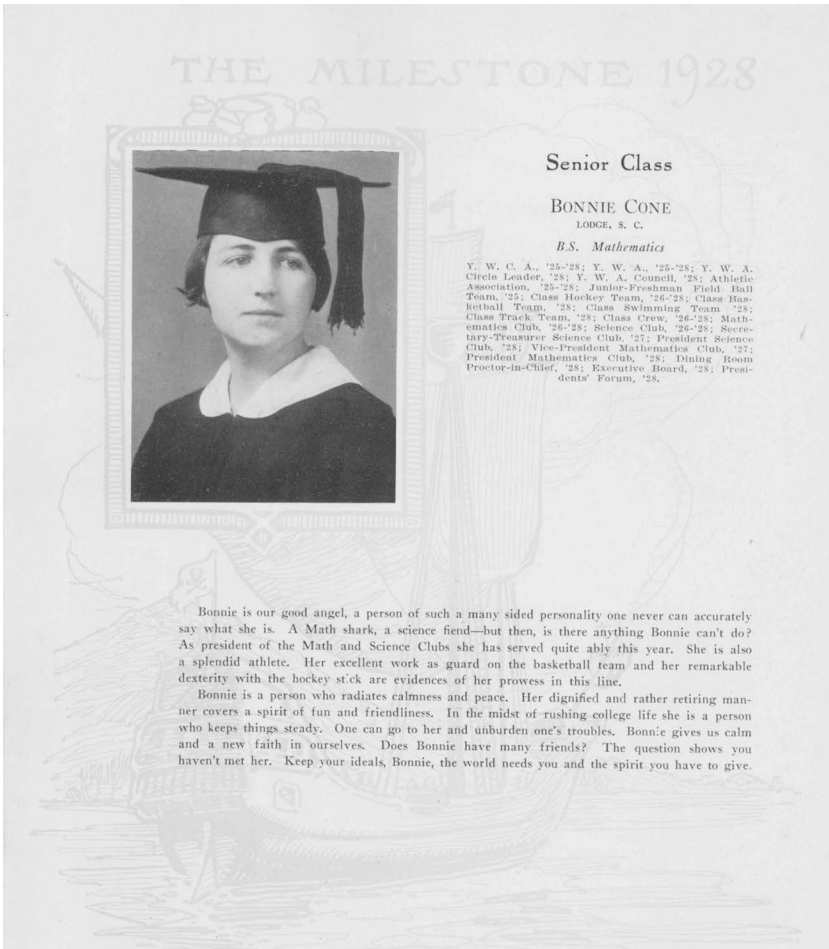 THE MILESTONE 1928
Senior Class
BONNIE CONE
LODGE, S. C.
B.S. Mathematics
Y. W. C. A., '25-'28; Y. W. A., '25-'28; Y. W. A.
Circle Leader, '28; Y. W. A. Council, '28; Athletic
Association, '25-'28; Junior-Freshman Field Ball
Team, '25; Class Hockey Team, '26-'28; Class Bas-
ketball Team, '28; Class Swimming Team '28;
Class Track Team, '28; Class Crew, '26-'28; Math-
ematics Club, '26-'28; Science Club, '26-'28; Secre-
tary-Treasurer Science Club, '27; President Science
Club, '28; Vice-President Mathematics Club, '27;
President Mathematics Club, '28; Dining Room
Proctor-in-Chief, '28; Executive Board, '28; Presi-
dents' Forum, '28.
Bonnie is our good angel, a person of such a many sided personality one never can accurately
say what she is. A Math shark, a science fiend—but then, is there anything Bonnie can't do?
As president of the Math and Science Clubs she has served quite ably this year. She is also
a splendid athlete. Her excellent work as guard on the basketball team and her remarkable
dexterity with the hockey stick are evidences of her prowess in this line.
Bonnie is a person who radiates calmness and peace. Her dignified and rather retiring man-
ner covers a spirit of fun and friendliness. In the midst of rushing college life she is a person
who keeps things steady. One can go to her and unburden one's troubles. Bonnie gives us calm
and a new faith in ourselves. Does Bonnie have many friends? The question shows you
haven't met her. Keep your ideals, Bonnie, the world needs you and the spirit you have to give.